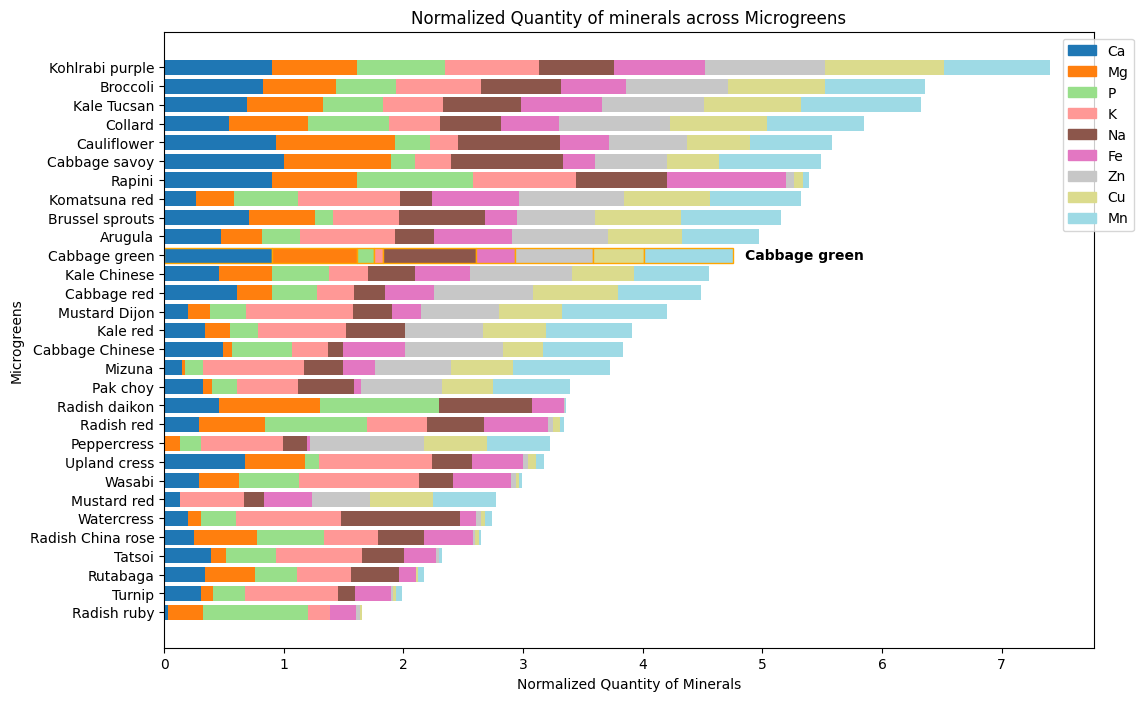 Normalized Quantity of minerals across Microgreens
Microgreens
Kohlrabi purple
Broccoli
Kale Tucsan
Collard
Cauliflower
Cabbage savoy
Rapini
Komatsuna red
Brussel sprouts
Arugula
Cabbage green
Kale Chinese
Cabbage red
Mustard Dijon
Kale red
Cabbage Chinese
Mizuna
Pak choy
Radish daikon
Radish red
Peppercress
Upland cress
Wasabi
Mustard red
Watercress
Radish China rose
Tatsoi
Rutabaga
Turnip
Radish ruby
Cabbage green
Ca
Mg
P
K
Na
Fe
Zn
Cu
Mn
0 1 2 3 4 5 6 7
Normalized Quantity of Minerals